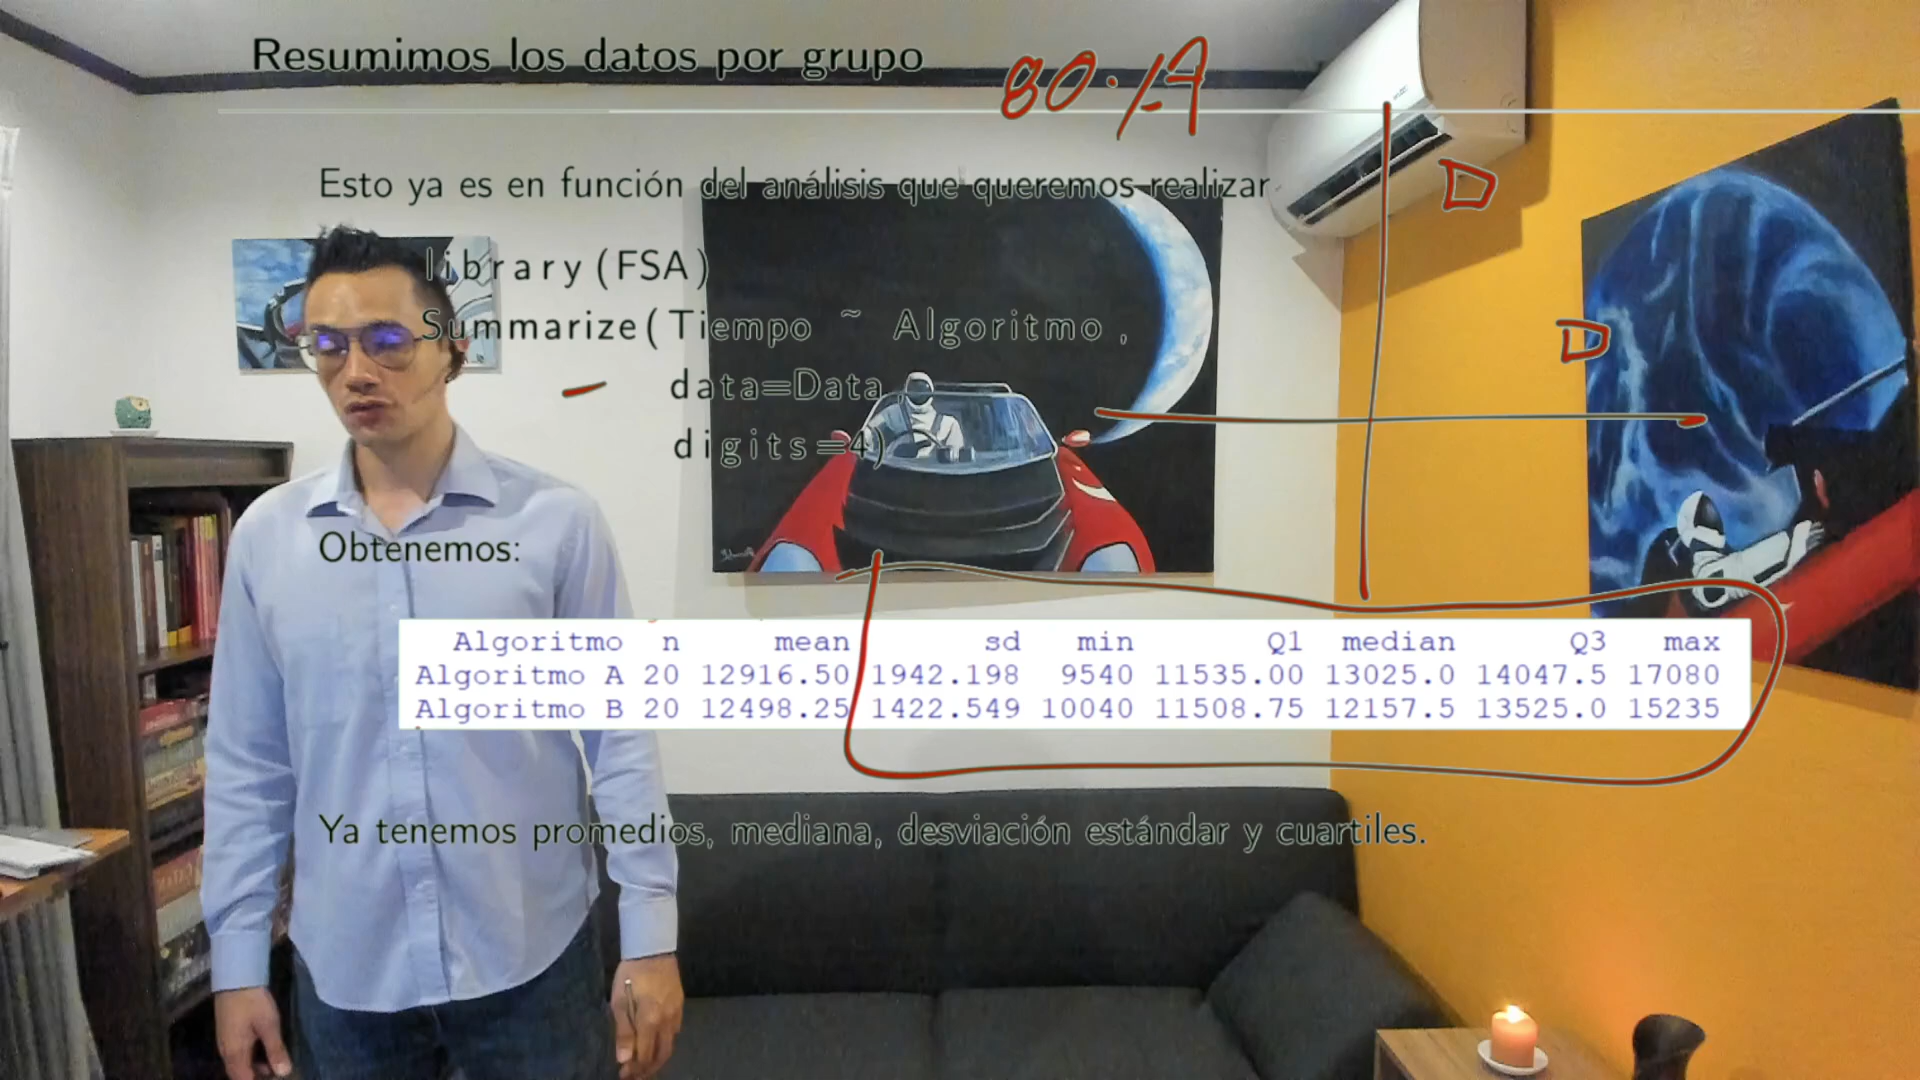 Resumimos los datos por grupo
80%A
Esto ya es en función del análisis que queremos realizar
D
library(FSA)
Summarize(Tiempo ~ Algoritmo,
D
data=Data,
digits=4)
Obtenemos:
Algoritmo n mean sd min Q1 median Q3 max
Algoritmo A 20 12916.50 1942.198 9540 11535.00 13025.0 14047.5 17080
Algoritmo B 20 12498.25 1422.549 10040 11508.75 12157.5 13525.0 15235
Ya tenemos promedios, mediana, desviación estándar y cuartiles.